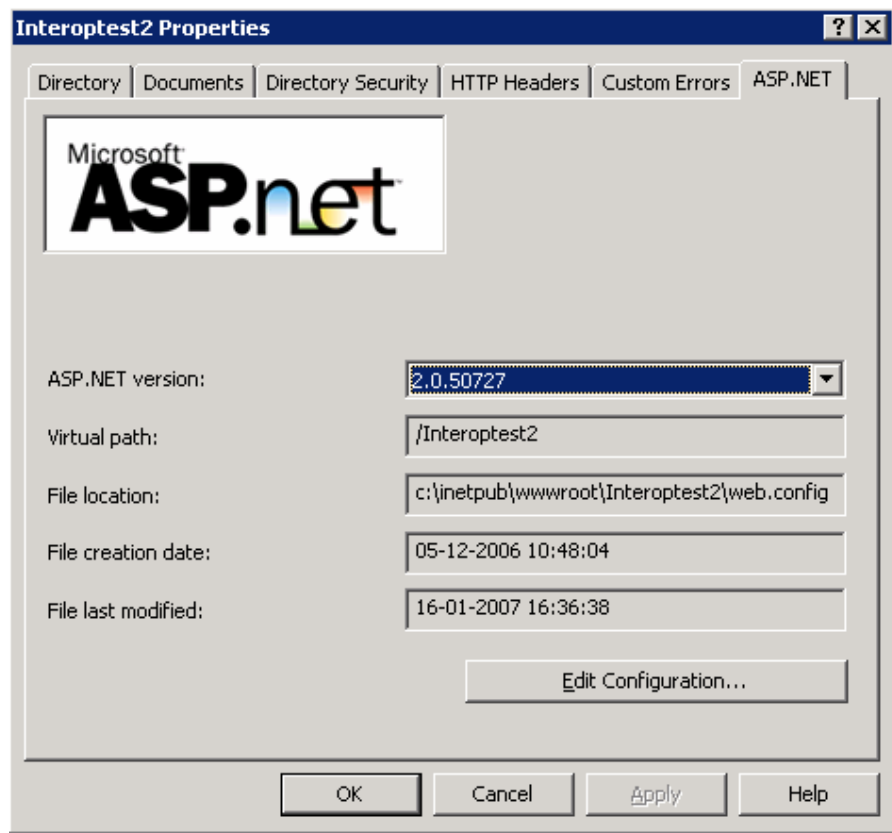 Interoptest2 Properties
Directory Documents Directory Security HTTP Headers Custom Errors ASP.NET
Microsoft
ASP.net
ASP.NET version: 2.0.50727
Virtual path: /Interoptest2
File location: c:\inetpub\wwwroot\Interoptest2\web.config
File creation date: 05-12-2006 10:48:04
File last modified: 16-01-2007 16:36:38
Edit Configuration...
OK Cancel Apply Help